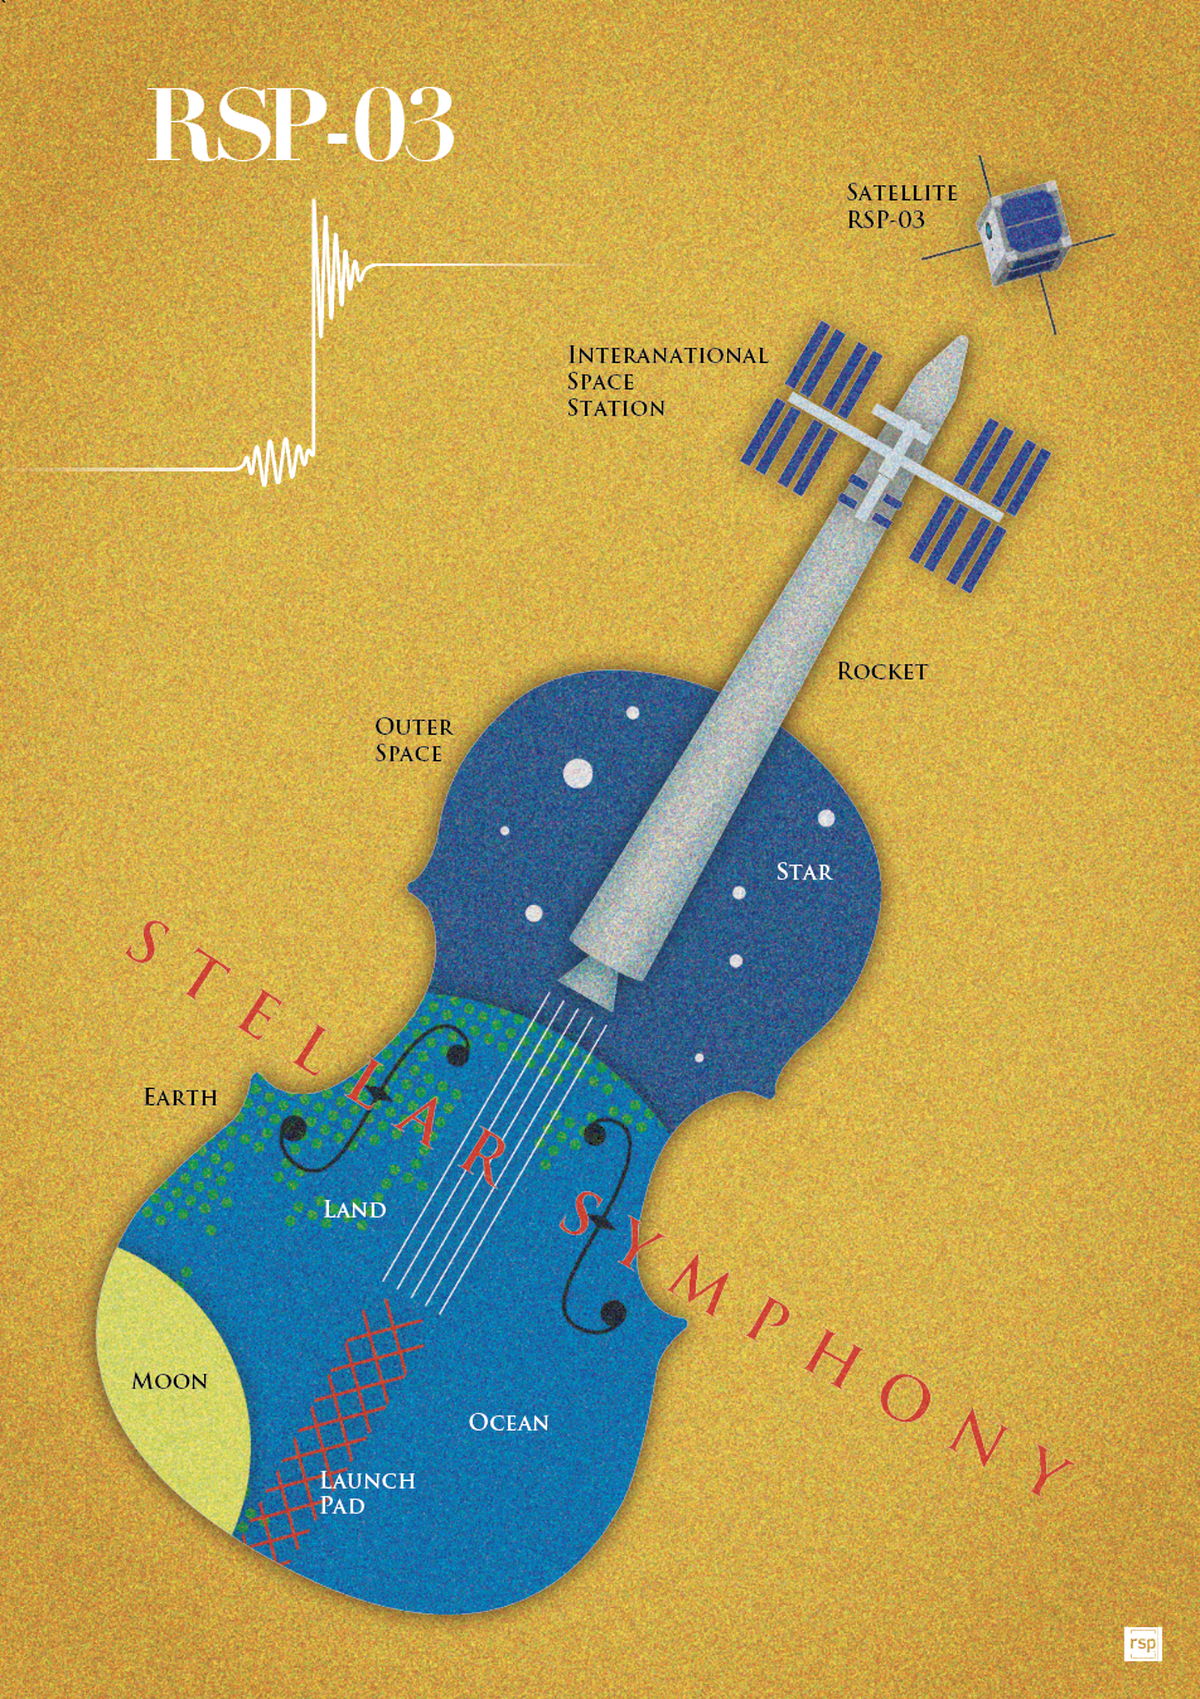 RSP-03
Satellite
RSP-03
Interanational
Space
Station
Rocket
Outer
Space
Star
STELLAR SYMPHONY
Earth
Land
Moon
Ocean
Launch
Pad
rsp